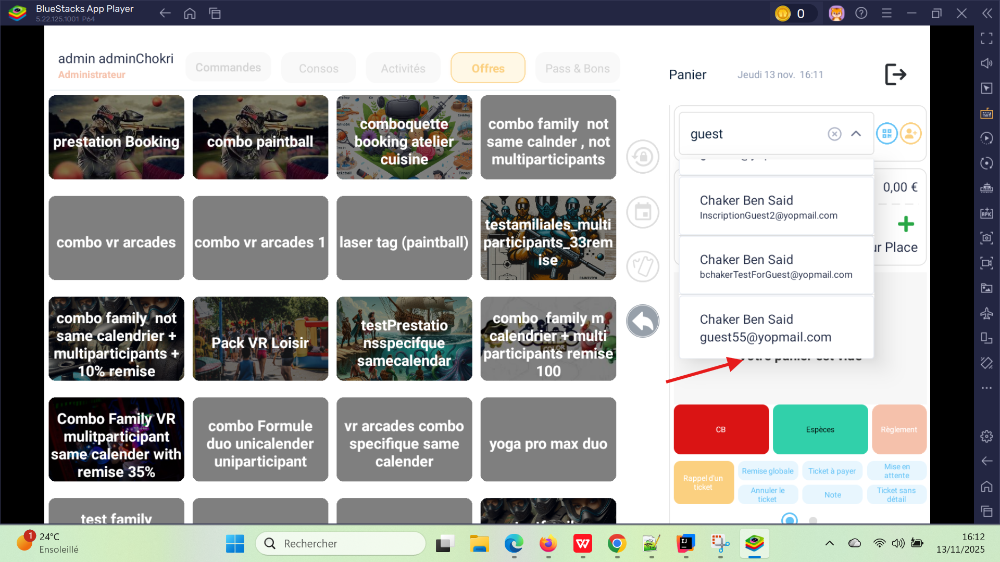 BlueStacks App Player
5.22.125.1001 P64
0
admin adminChokri
Administrateur
Commandes
Consos
Activités
Offres
Pass & Bons
Panier
Jeudi 13 nov. 16:11
prestation Booking
combo paintball
comboquette
booking atelier
cuisine
combo family not
same calnder , not
multiparticipants
combo vr arcades
combo vr arcades 1
laser tag (paintball)
testamiliales_multi
participants_33rem
ise
combo family not
same calendrier +
multiparticipants +
10% remise
Pack VR Loisir
testPrestatio
nsspecifque
samecalendar
combo family m
calendrier + multi
participants remise
100
Combo Family VR
mulitparticipant
same calender with
remise 35%
combo Formule
duo unicalender
uniparticipant
vr arcades combo
specifique same
calender
yoga pro max duo
test family
guest
Chaker Ben Said
InscriptionGuest2@yopmail.com
Chaker Ben Said
bchakerTestForGuest@yopmail.com
Chaker Ben Said
guest55@yopmail.com
0,00 €
ur Place
votre panier est vide
CB
Espèces
Règlement
Rappel d'un
ticket
Remise globale
Ticket à payer
Mise en
attente
Annuler le
ticket
Note
Ticket sans
détail
1
24°C
Ensoleillé
Rechercher
16:12
13/11/2025